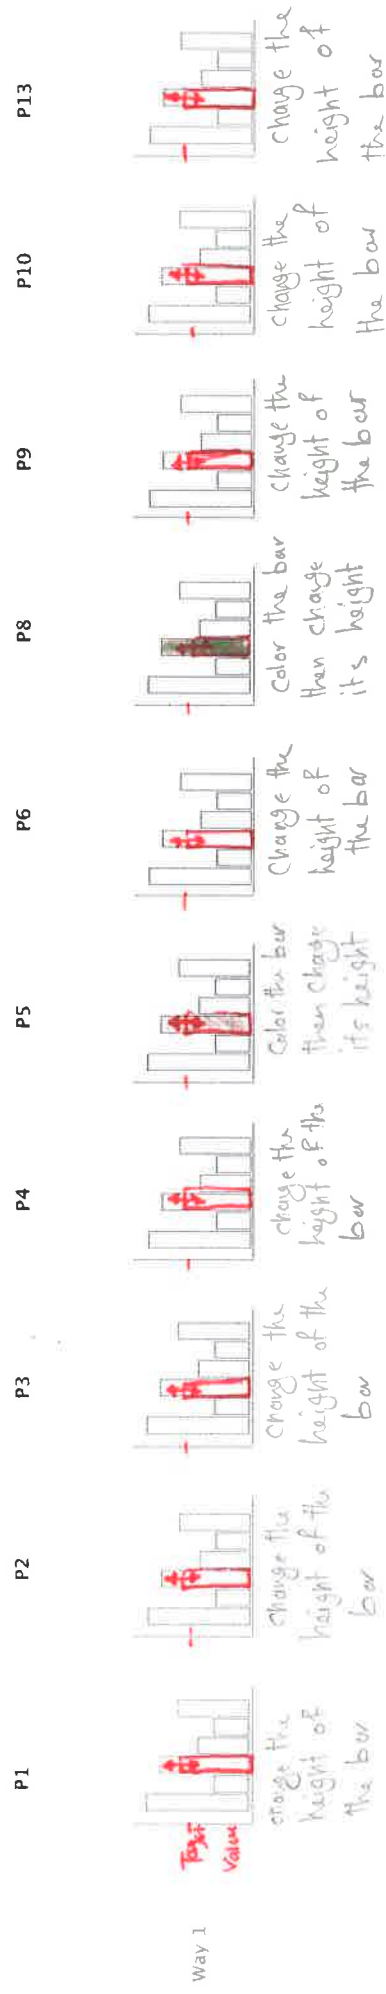 Way 1
P1
Target
Value
change the
height of
the bar
P2
change the
height of the
bar
P3
change the
height of the
bar
P4
change the
height of the
bar
P5
Color the bar
then change
its height
P6
Change the
height of
the bar
P8
Color the bar
then change
its height
P9
change the
height of
the bar
P10
change the
height of
the bar
P13
change the
height of
the bar